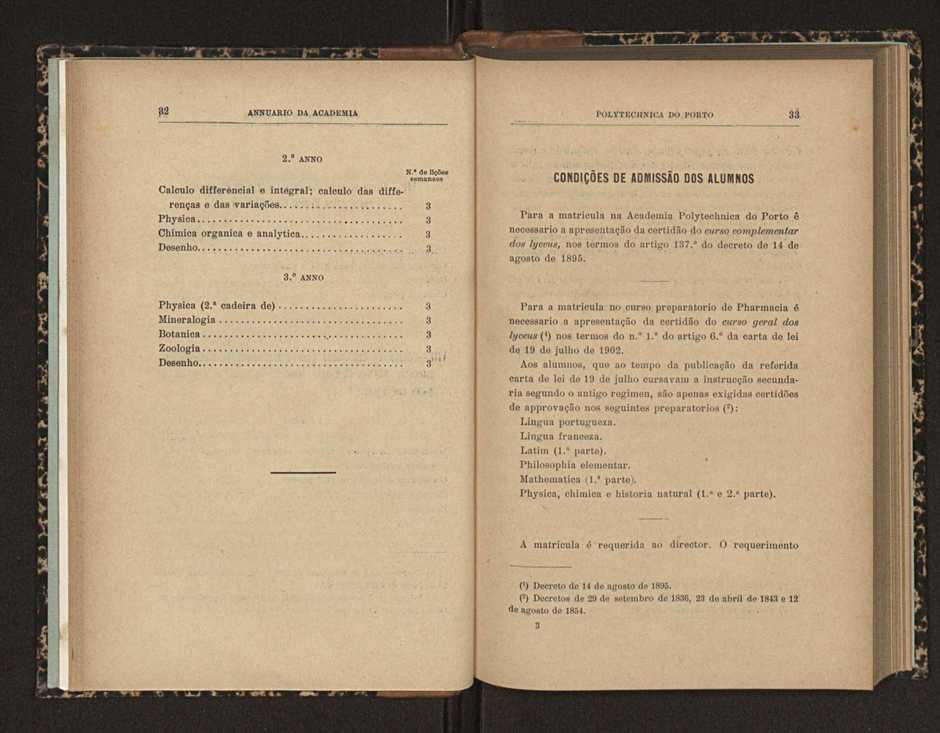 32
ANNUARIO DA ACADEMIA
2.º ANNO
N.º de lições
semanaes
Calculo differencial e integral; calculo das diffe-
renças e das variações....................... 3
Physica.................................. 3
Chimica organica e analytica................. 3
Desenho.................................. 3
3.º ANNO
Physica (2.ª cadeira de) ..................... 3
Mineralogia .............................. 3
Botanica ................................. 3
Zoologia ................................. 3
Desenho.................................. 3
POLYTECHNICA DO PORTO
33
CONDIÇÕES DE ADMISSÃO DOS ALUMNOS
Para a matricula na Academia Polytechnica do Porto é
necessario a apresentação da certidão do curso complementar
dos lyceus, nos termos do artigo 137.º do decreto de 14 de
agosto de 1895.
Para a matricula no curso preparatorio de Pharmacia é
necessario a apresentação da certidão do curso geral dos
lyceus (¹) nos termos do n.º 1.º do artigo 6.º da carta de lei
de 19 de julho de 1902.
Aos alumnos, que ao tempo da publicação da referida
carta de lei de 19 de julho cursavam a instrucção secunda-
ria segundo o antigo regimen, são apenas exigidas certidões
de approvação nos seguintes preparatorios (²):
Lingua portugueza.
Lingua franceza.
Latim (1.ª parte).
Philosophia elementar.
Mathematica (1.ª parte).
Physica, chimica e historia natural (1.ª e 2.ª parte).
A matricula é requerida ao director. O requerimento
(¹) Decreto de 14 de agosto de 1895.
(²) Decretos de 29 de setembro de 1836, 23 de abril de 1843 e 12
de agosto de 1854.
3